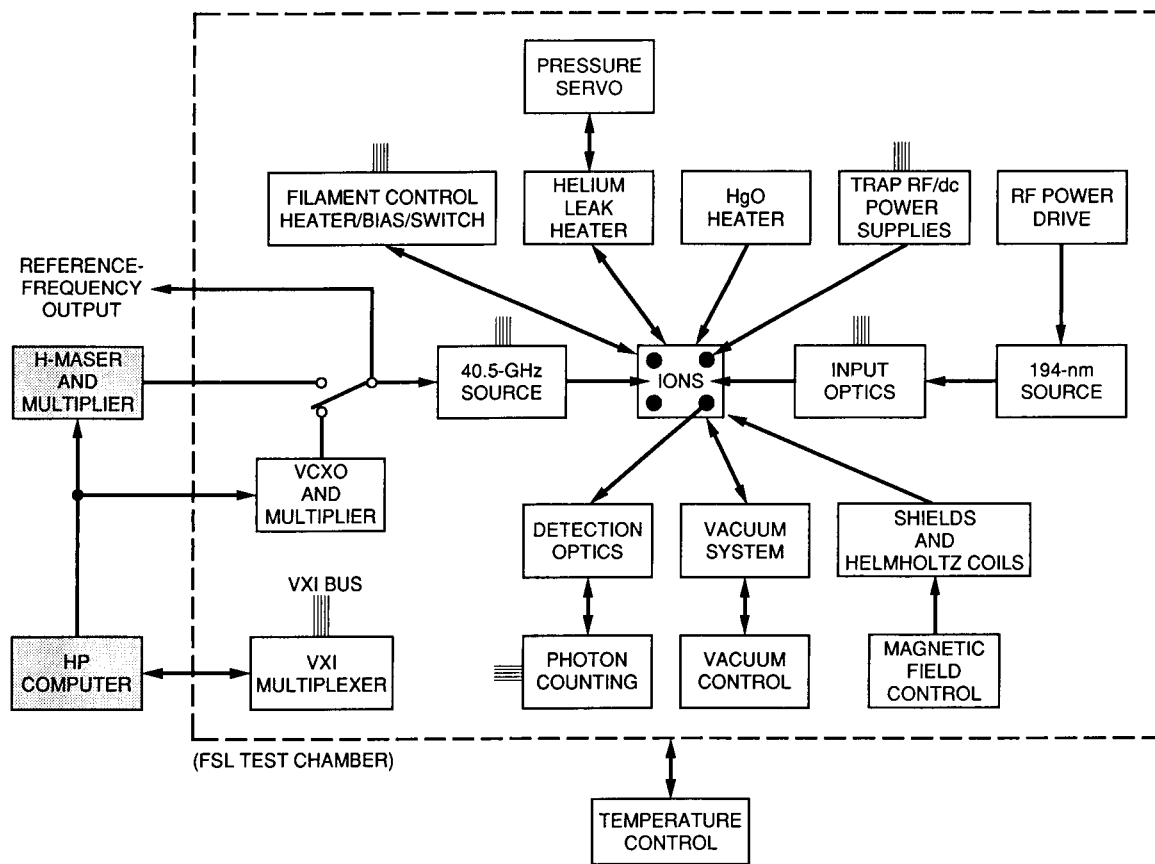 PRESSURE
SERVO
FILAMENT CONTROL
HEATER/BIAS/SWITCH
HELIUM
LEAK
HEATER
HgO
HEATER
TRAP RF/dc
POWER
SUPPLIES
RF POWER
DRIVE
REFERENCE-
FREQUENCY
OUTPUT
H-MASER
AND
MULTIPLIER
40.5-GHz
SOURCE
IONS
INPUT
OPTICS
194-nm
SOURCE
VCXO
AND
MULTIPLIER
DETECTION
OPTICS
VACUUM
SYSTEM
SHIELDS
AND
HELMHOLTZ COILS
VXI BUS
HP
COMPUTER
VXI
MULTIPLEXER
PHOTON
COUNTING
VACUUM
CONTROL
MAGNETIC
FIELD
CONTROL
(FSL TEST CHAMBER)
TEMPERATURE
CONTROL